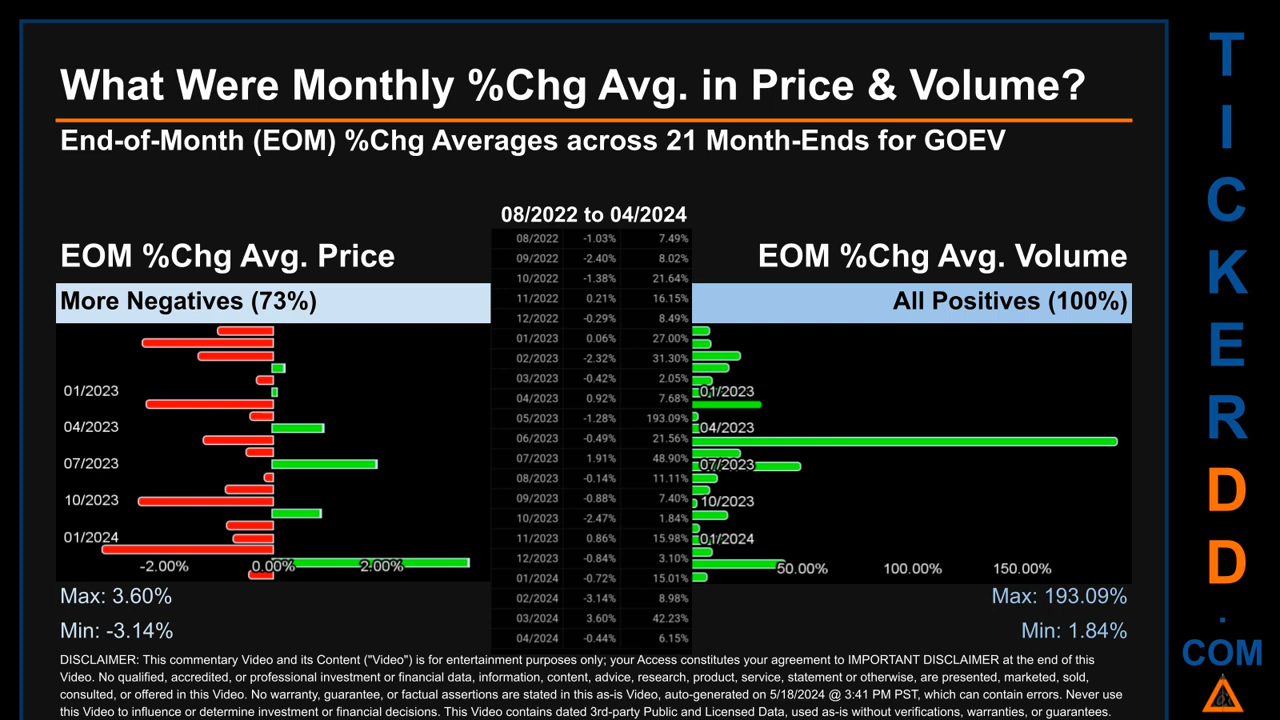 What Were Monthly %Chg Avg. in Price & Volume?
End-of-Month (EOM) %Chg Averages across 21 Month-Ends for GOEV
08/2022 to 04/2024
EOM %Chg Avg. Price
EOM %Chg Avg. Volume
More Negatives (73%)
All Positives (100%)
08/2022 -1.03% 7.49%
09/2022 -2.40% 8.02%
10/2022 -1.38% 21.64%
11/2022 0.21% 16.15%
12/2022 -0.29% 8.49%
01/2023 0.06% 27.00%
02/2023 -2.32% 31.30%
03/2023 -0.42% 2.05%
04/2023 0.92% 7.68%
05/2023 -1.28% 193.09%
06/2023 -0.49% 21.56%
07/2023 1.91% 48.90%
08/2023 -0.14% 11.11%
09/2023 -0.88% 7.40%
10/2023 -2.47% 1.84%
11/2023 0.86% 15.98%
12/2023 -0.84% 3.10%
01/2024 -0.72% 15.01%
02/2024 -3.14% 8.98%
03/2024 3.60% 42.23%
04/2024 -0.44% 6.15%
01/2023
04/2023
07/2023
10/2023
01/2024
-2.00% 0.00% 2.00%
01/2023
04/2023
07/2023
10/2023
01/2024
50.00% 100.00% 150.00%
Max: 3.60%
Min: -3.14%
Max: 193.09%
Min: 1.84%
DISCLAIMER: This commentary Video and its Content ("Video") is for entertainment purposes only; your Access constitutes your agreement to IMPORTANT DISCLAIMER at the end of this
Video. No qualified, accredited, or professional investment or financial data, information, content, advice, research, product, service, statement or otherwise, are presented, marketed, sold,
consulted, or offered in this Video. No warranty, guarantee, or factual assertions are stated in this as-is Video, auto-generated on 5/18/2024 @ 3:41 PM PST, which can contain errors. Never use
this Video to influence or determine investment or financial decisions. This Video contains dated 3rd-party Public and Licensed Data, used as-is without verifications, warranties, or guarantees.
T
I
C
K
E
R
D
D
.
COM